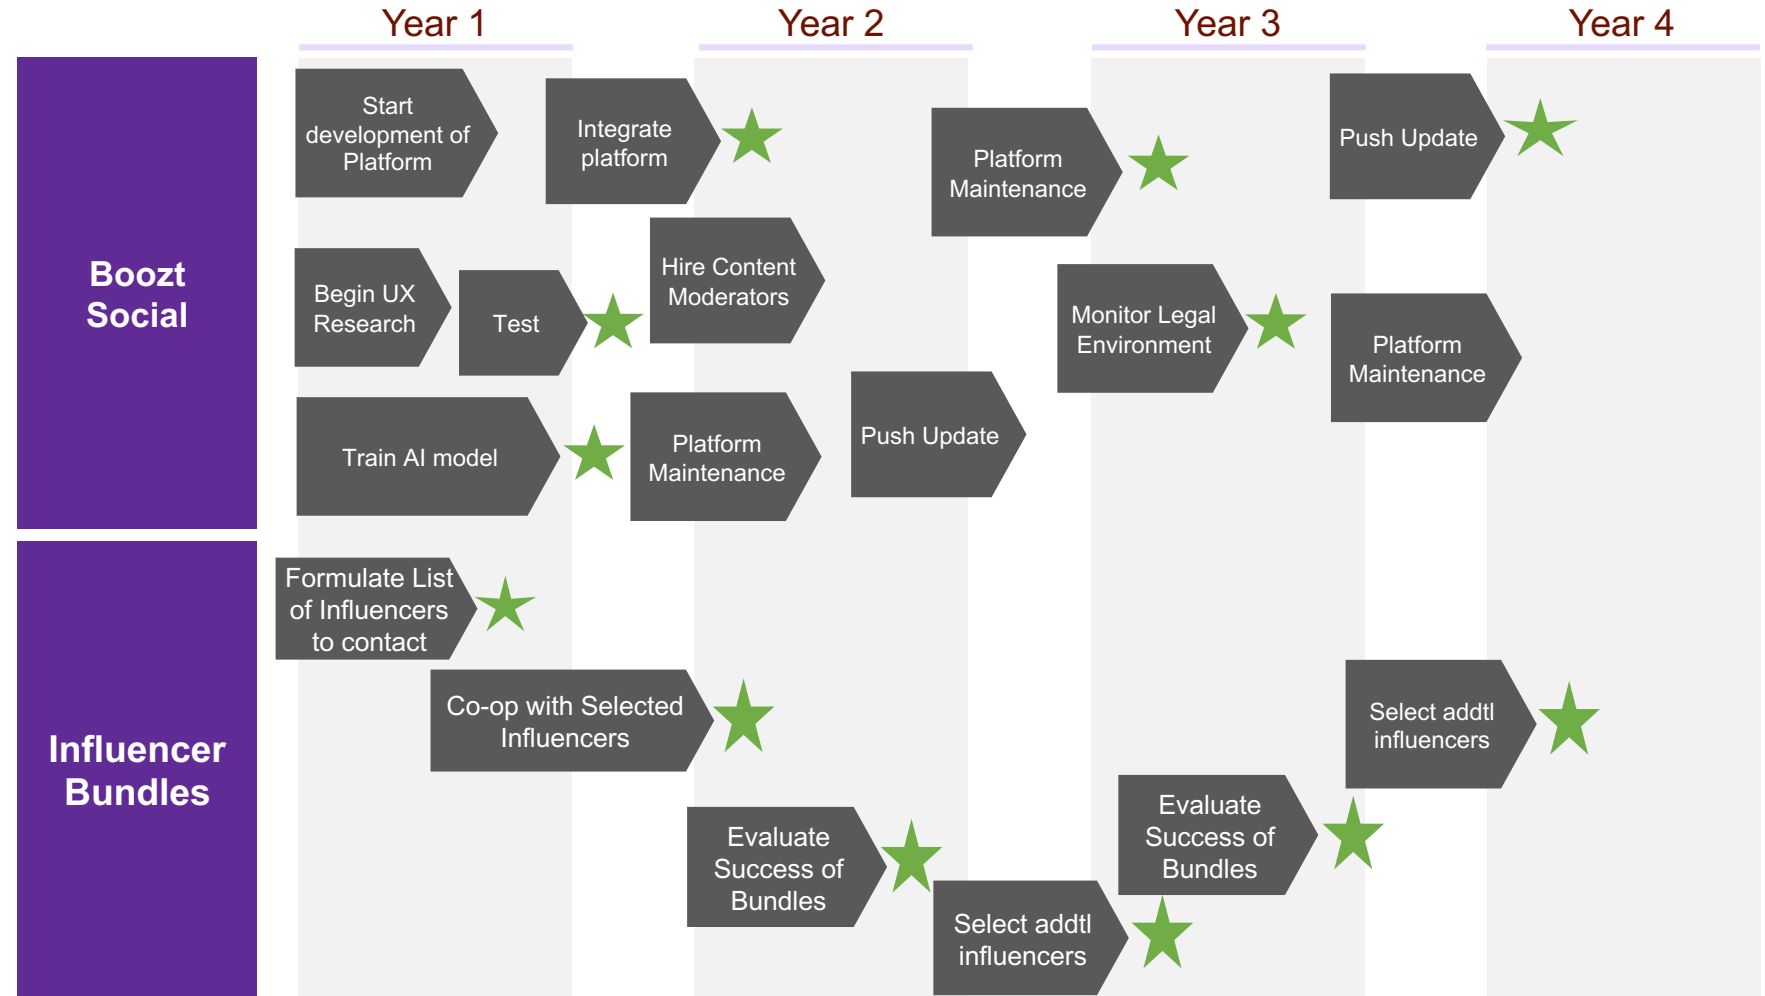 Year 1
Year 2
Year 3
Year 4
Boozt
Social
Start
development of
Platform
Integrate
platform
Platform
Maintenance
Push Update
Begin UX
Research
Test
Hire Content
Moderators
Monitor Legal
Environment
Platform
Maintenance
Train AI model
Platform
Maintenance
Push Update
Influencer
Bundles
Formulate List
of Influencers
to contact
Co-op with Selected
Influencers
Evaluate
Success of
Bundles
Select addtl
influencers
Evaluate
Success of
Bundles
Select addtl
influencers